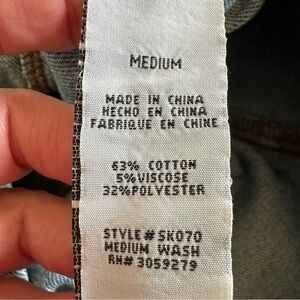 MEDIUM
MADE IN CHINA
HECHO EN CHINA
FABRIQUE EN CHINE
63% COTTON
5%VISCOSE
32%POLYESTER
STYLE#SK070
MEDIUM WASH
RN# 3059279